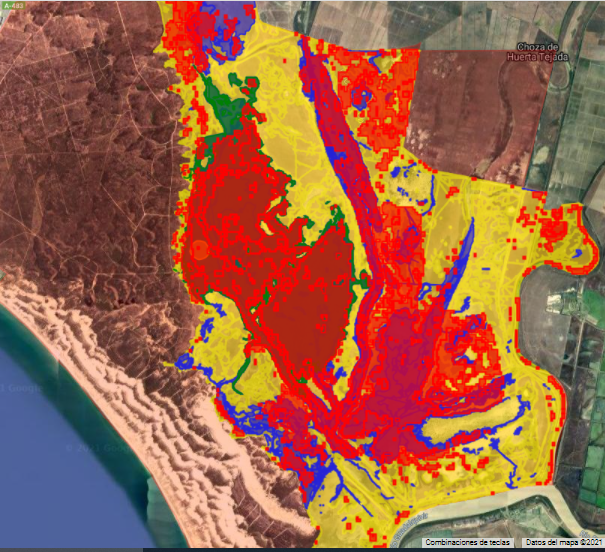 A-483
Choza de
Huerta Tejada
Combinaciones de teclas
Datos del mapa ©2021